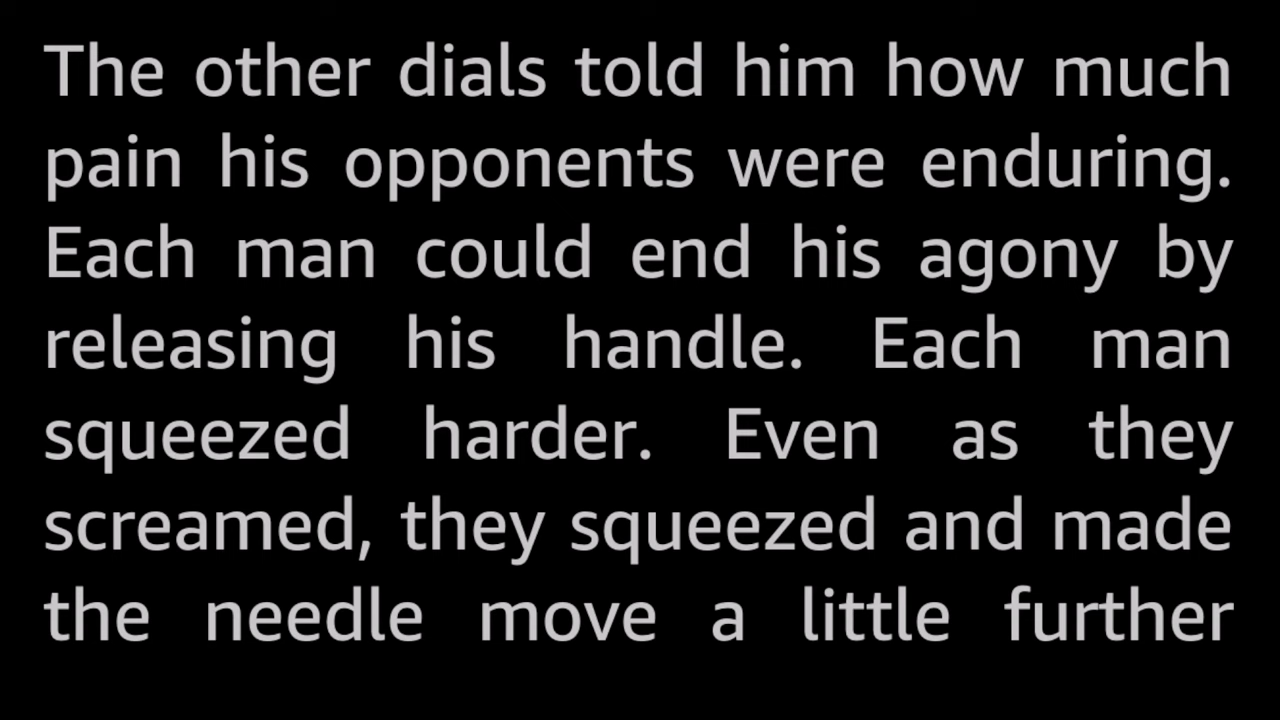 The other dials told him how much
pain his opponents were enduring.
Each man could end his agony by
releasing his handle. Each man
squeezed harder. Even as they
screamed, they squeezed and made
the needle move a little further